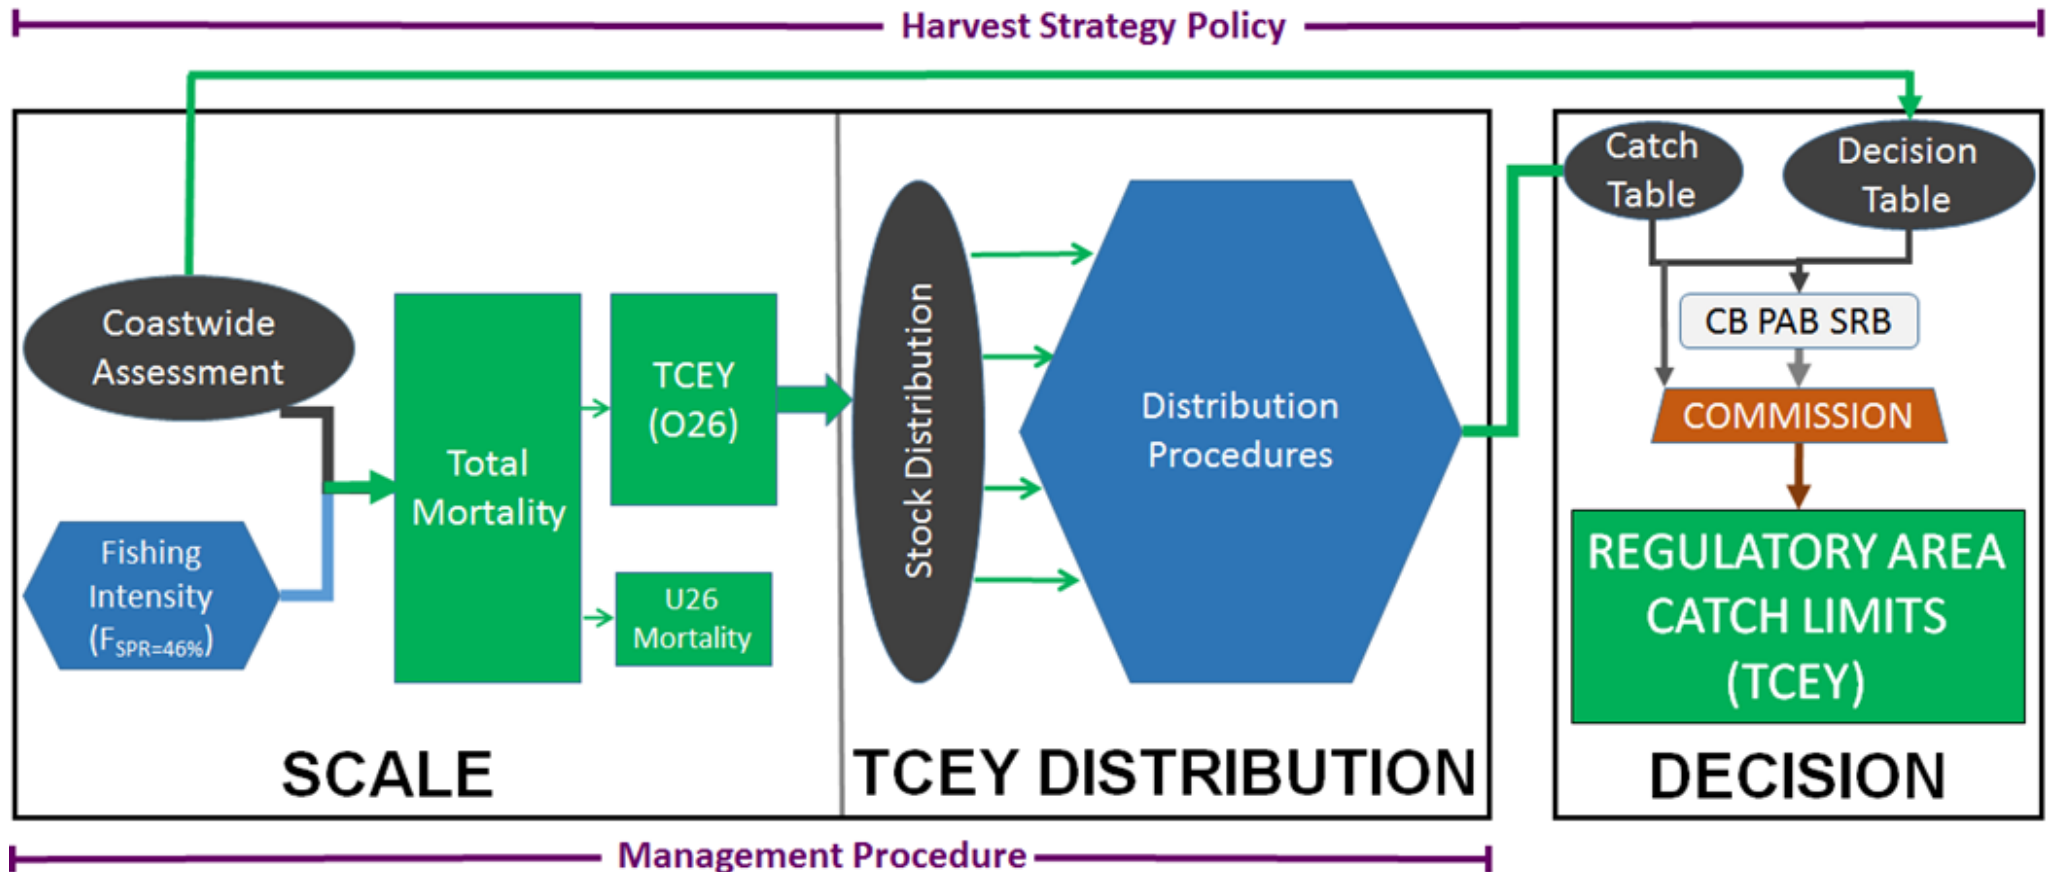 Harvest Strategy Policy
Coastwide
Assessment
Fishing
Intensity
(FSPR=46%)
Total
Mortality
TCEY
(O26)
U26
Mortality
SCALE
Stock Distribution
Distribution
Procedures
TCEY DISTRIBUTION
Catch
Table
Decision
Table
CB PAB SRB
COMMISSION
REGULATORY AREA
CATCH LIMITS
(TCEY)
DECISION
Management Procedure